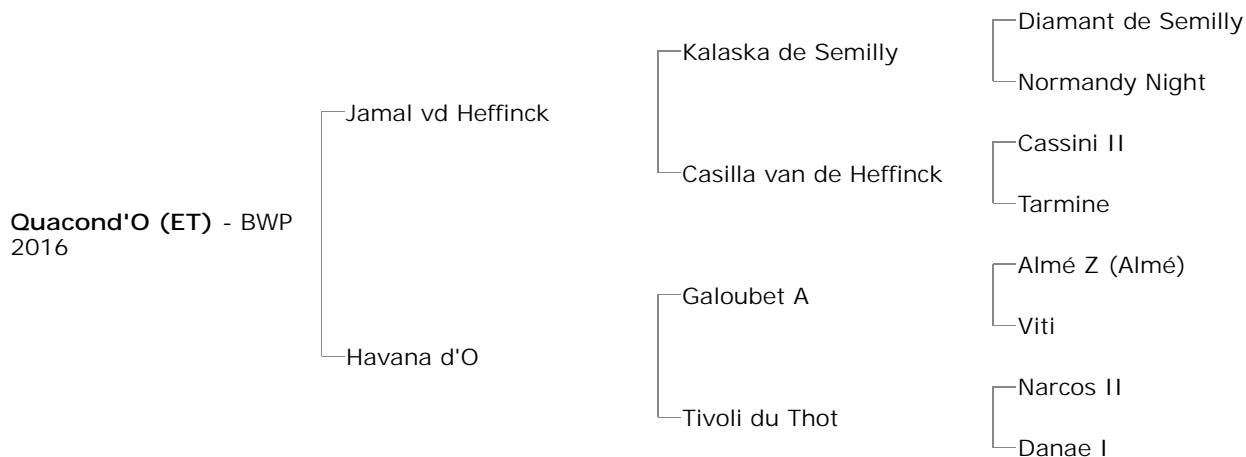 Diamant de Semilly
Kalaska de Semilly
Normandy Night
Jamal vd Heffinck
Cassini II
Casilla van de Heffinck
Tarmine
Quacond'O (ET) - BWP
2016
Almé Z (Almé)
Galoubet A
Viti
Havana d'O
Narcos II
Tivoli du Thot
Danae I